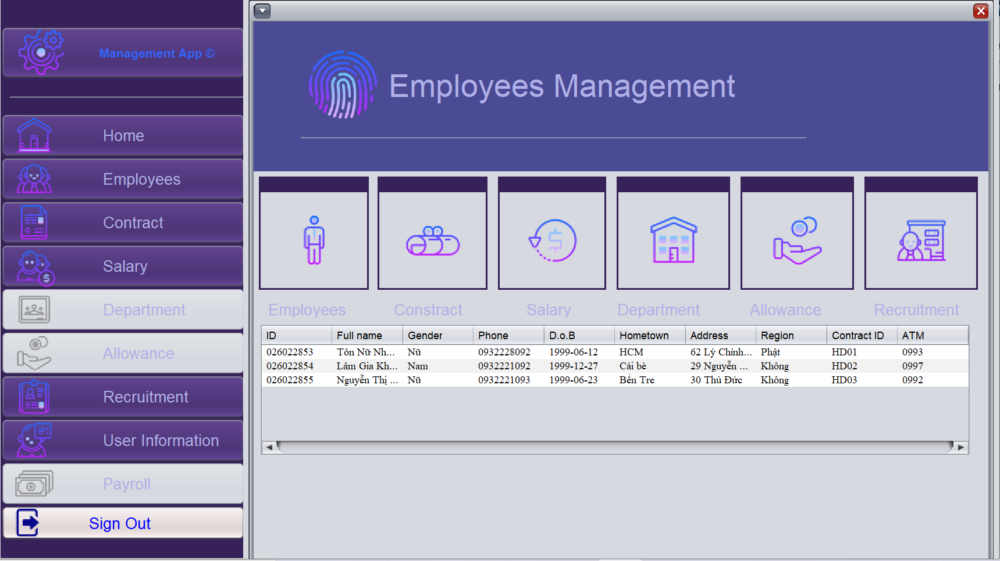 Management App ©
Home
Employees
Contract
Salary
Department
Allowance
Recruitment
User Information
Payroll
Sign Out
Employees Management
Employees Constract Salary Department Allowance Recruitment
ID Full name Gender Phone D.o.B Hometown Address Region Contract ID ATM
026022853 Tôn Nữ Nh... Nữ 0932228092 1999-06-12 HCM 62 Lý Chính... Phật HD01 0993
026022854 Lâm Gia Kh... Nam 0932221092 1999-12-27 Cái bè 29 Nguyễn ... Không HD02 0997
026022855 Nguyễn Thị ... Nữ 0932221093 1999-06-23 Bến Tre 30 Thủ Đức Không HD03 0992